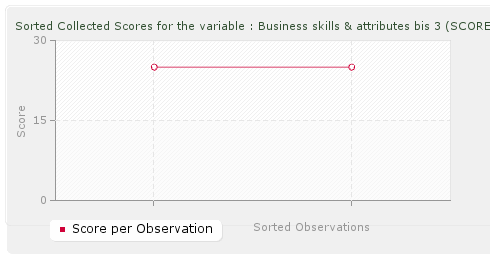 Sorted Collected Scores for the variable : Business skills & attributes bis 3 (SCORE
30
15
0
Score
Sorted Observations
Score per Observation